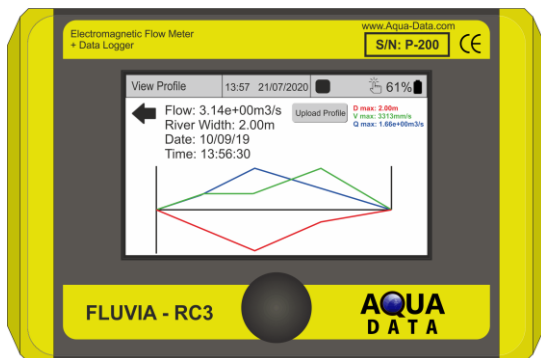 Electromagnetic Flow Meter
+ Data Logger
www.Aqua-Data.com
S/N: P-200
CE
View Profile
13:57 21/07/2020
61%
Flow: 3.14e+00m3/s
River Width: 2.00m
Date: 10/09/19
Time: 13:56:30
Upload Profile
D max: 2.00m
V max: 3313mm/s
Q max: 1.66e+00m3/s
FLUVIA - RC3
AQUA
DATA